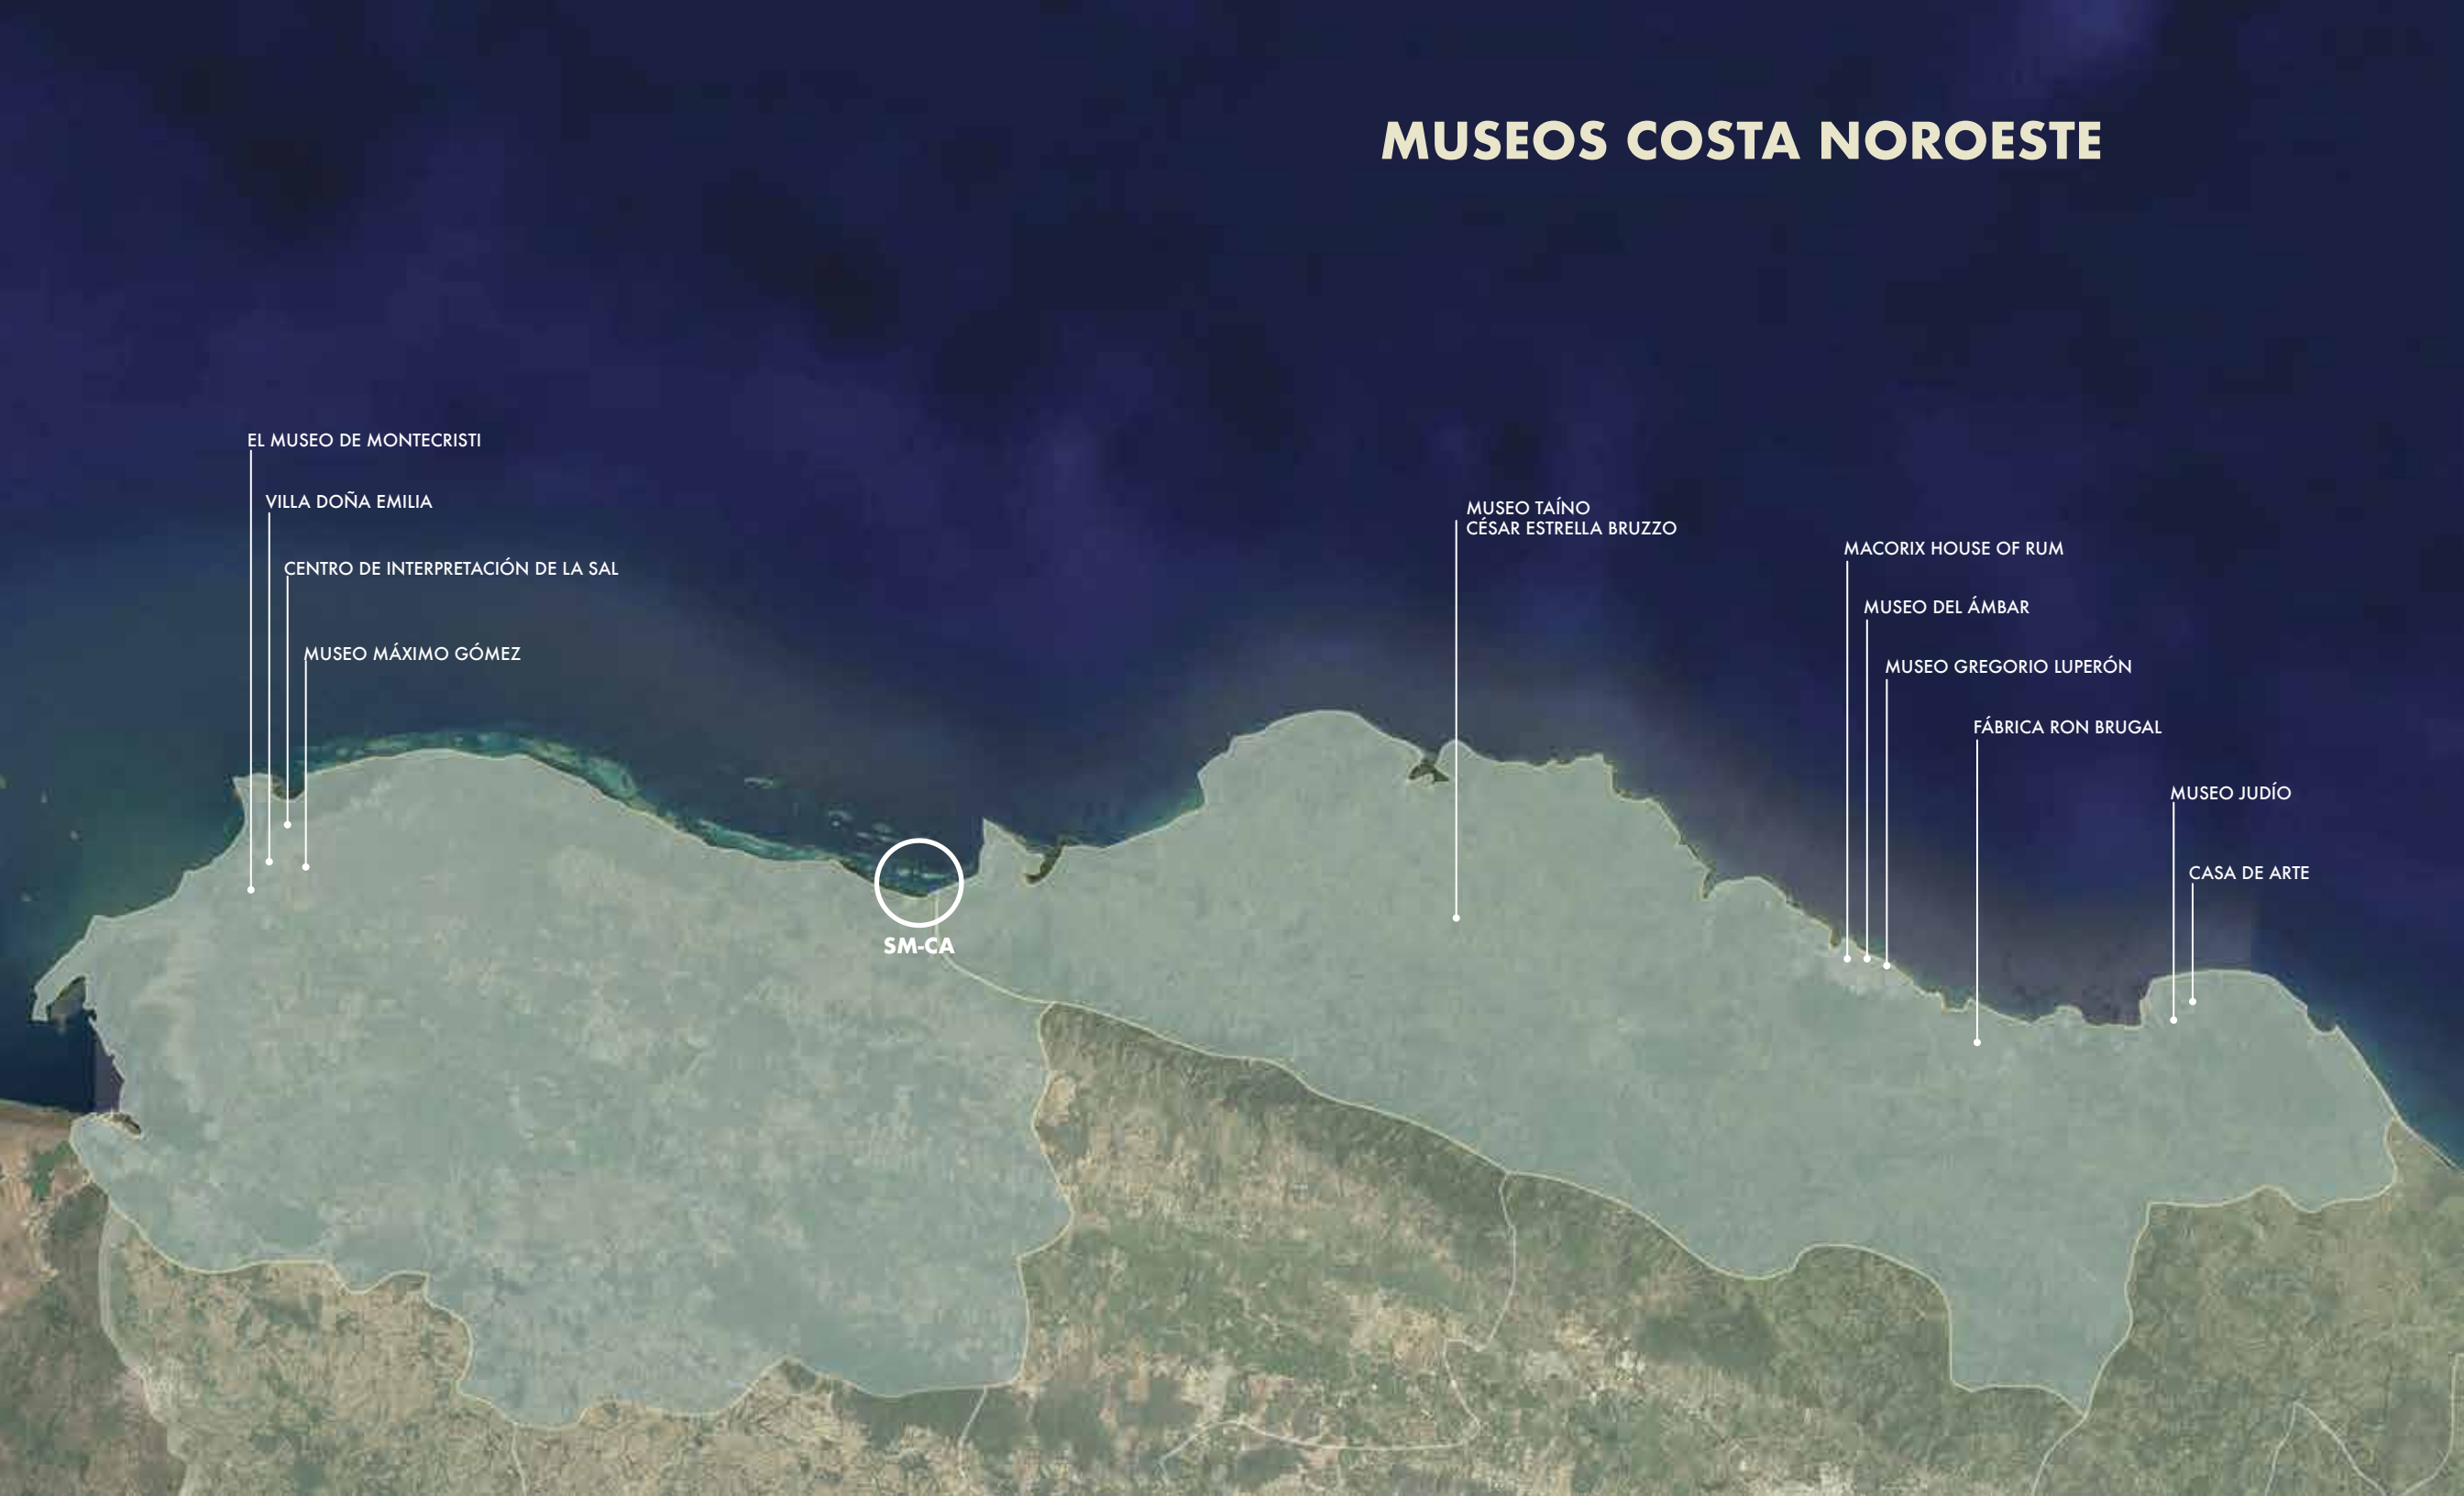 MUSEOS COSTA NOROESTE
EL MUSEO DE MONTECRISTI
VILLA DOÑA EMILIA
CENTRO DE INTERPRETACIÓN DE LA SAL
MUSEO MÁXIMO GÓMEZ
SM-CA
MUSEO TAÍNO
CÉSAR ESTRELLA BRUZZO
MACORIX HOUSE OF RUM
MUSEO DEL ÁMBAR
MUSEO GREGORIO LUPERÓN
FÁBRICA RON BRUGAL
MUSEO JUDÍO
CASA DE ARTE